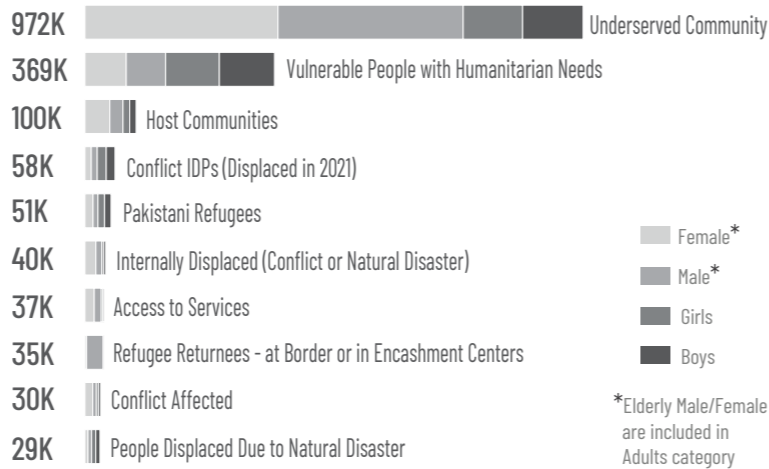 972K Underserved Community
369K Vulnerable People with Humanitarian Needs
100K Host Communities
58K Conflict IDPs (Displaced in 2021)
51K Pakistani Refugees
40K Internally Displaced (Conflict or Natural Disaster)
37K Access to Services
35K Refugee Returnees - at Border or in Encashment Centers
30K Conflict Affected
29K People Displaced Due to Natural Disaster
Female*
Male*
Girls
Boys
*Elderly Male/Female
are included in
Adults category